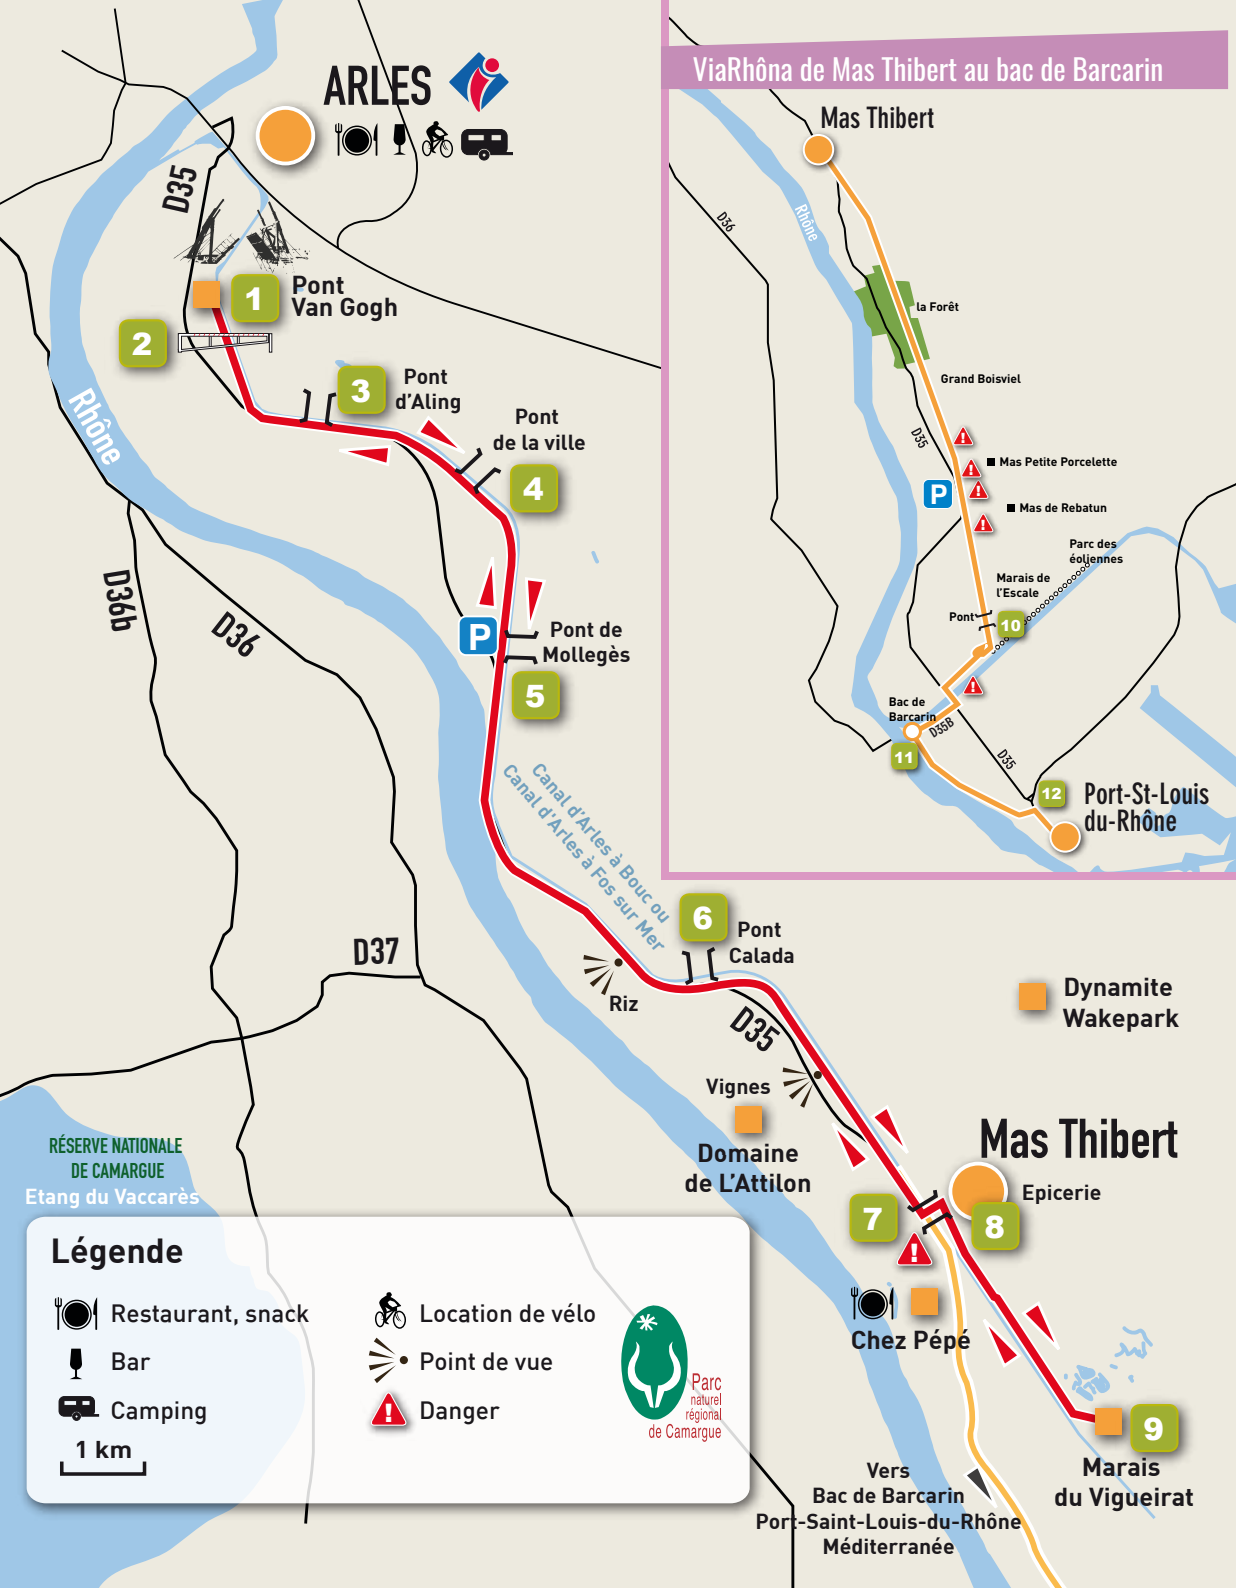 ARLES
D35
1
Pont
Van Gogh
2
3
Pont
d'Aling
Pont
de la ville
4
Rhône
D36b
D36
P
Pont de
Mollegès
5
Canal d'Arles à Bouc ou
Canal d'Arles à Fos sur Mer
6
Pont
Calada
D37
Riz
D35
Dynamite
Wakepark
Vignes
Domaine
de L'Attilon
Mas Thibert
Epicerie
7
8
!
Chez Pépé
9
Marais
du Vigueirat
Vers
Bac de Barcarin
Port-Saint-Louis-du-Rhône
Méditerranée
RÉSERVE NATIONALE
DE CAMARGUE
Etang du Vaccarès
Légende
Restaurant, snack
Bar
Camping
1 km
Location de vélo
Point de vue
!
Danger
Parc
naturel
régional
de Camargue
ViaRhôna de Mas Thibert au bac de Barcarin
Mas Thibert
D36
Rhône
la Forêt
Grand Boisviel
D35
!
!
Mas Petite Porcelette
P
!
Mas de Rebatun
!
Parc des
éoliennes
Marais de
l'Escale
Pont
10
!
Bac de
Barcarin
D35B
11
D35
12
Port-St-Louis
du-Rhône